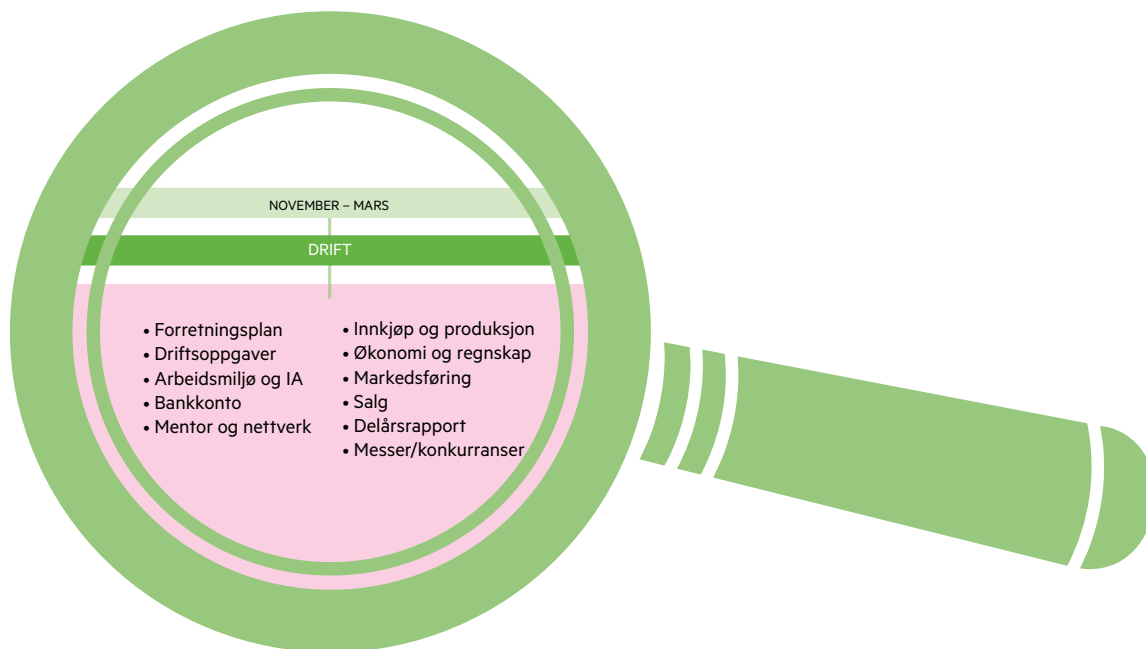 NOVEMBER – MARS
DRIFT
• Forretningsplan
• Driftsoppgaver
• Arbeidsmiljø og IA
• Bankkonto
• Mentor og nettverk
• Innkjøp og produksjon
• Økonomi og regnskap
• Markedsføring
• Salg
• Delårsrapport
• Messer/konkurranser